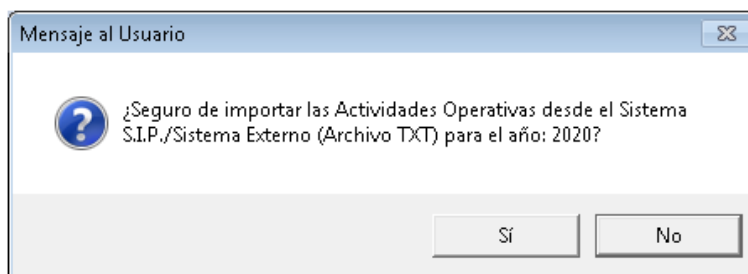 Mensaje al Usuario
¿Seguro de importar las Actividades Operativas desde el Sistema
S.I.P./Sistema Externo (Archivo TXT) para el año: 2020?
Sí
No